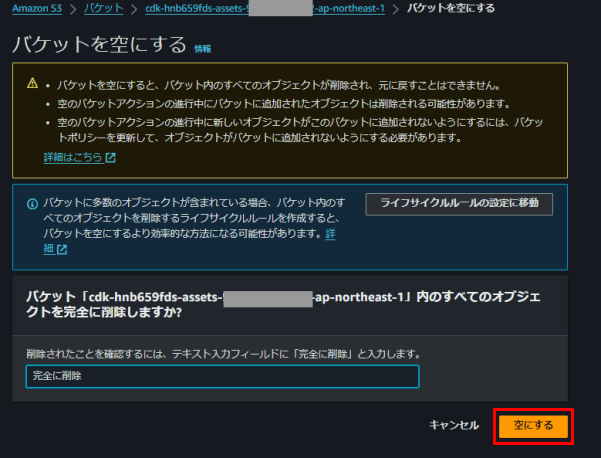 Amazon S3 > バケット > cdk-hnb659fds-assets- -ap-northeast-1 > バケットを空にする
バケットを空にする 情報
• バケットを空にすると、バケット内のすべてのオブジェクトが削除され、元に戻すことはできません。
• 空のバケットアクションの進行中にバケットに追加されたオブジェクトは削除される可能性があります。
• 空のバケットアクションの進行中に新しいオブジェクトがこのバケットに追加されないようにするには、バケッ
トポリシーを更新して、オブジェクトがバケットに追加されないようにする必要があります。
詳細はこちら
バケットに多数のオブジェクトが含まれている場合、バケット内のす
べてのオブジェクトを削除するライフサイクルルールを作成すると、
バケットを空にするより効率的な方法になる可能性があります。詳
細
ライフサイクルルールの設定に移動
バケット「cdk-hnb659fds-assets- -ap-northeast-1」内のすべてのオブジェ
クトを完全に削除しますか?
削除されたことを確認するには、テキスト入力フィールドに「完全に削除」と入力します。
完全に削除
キャンセル
空にする